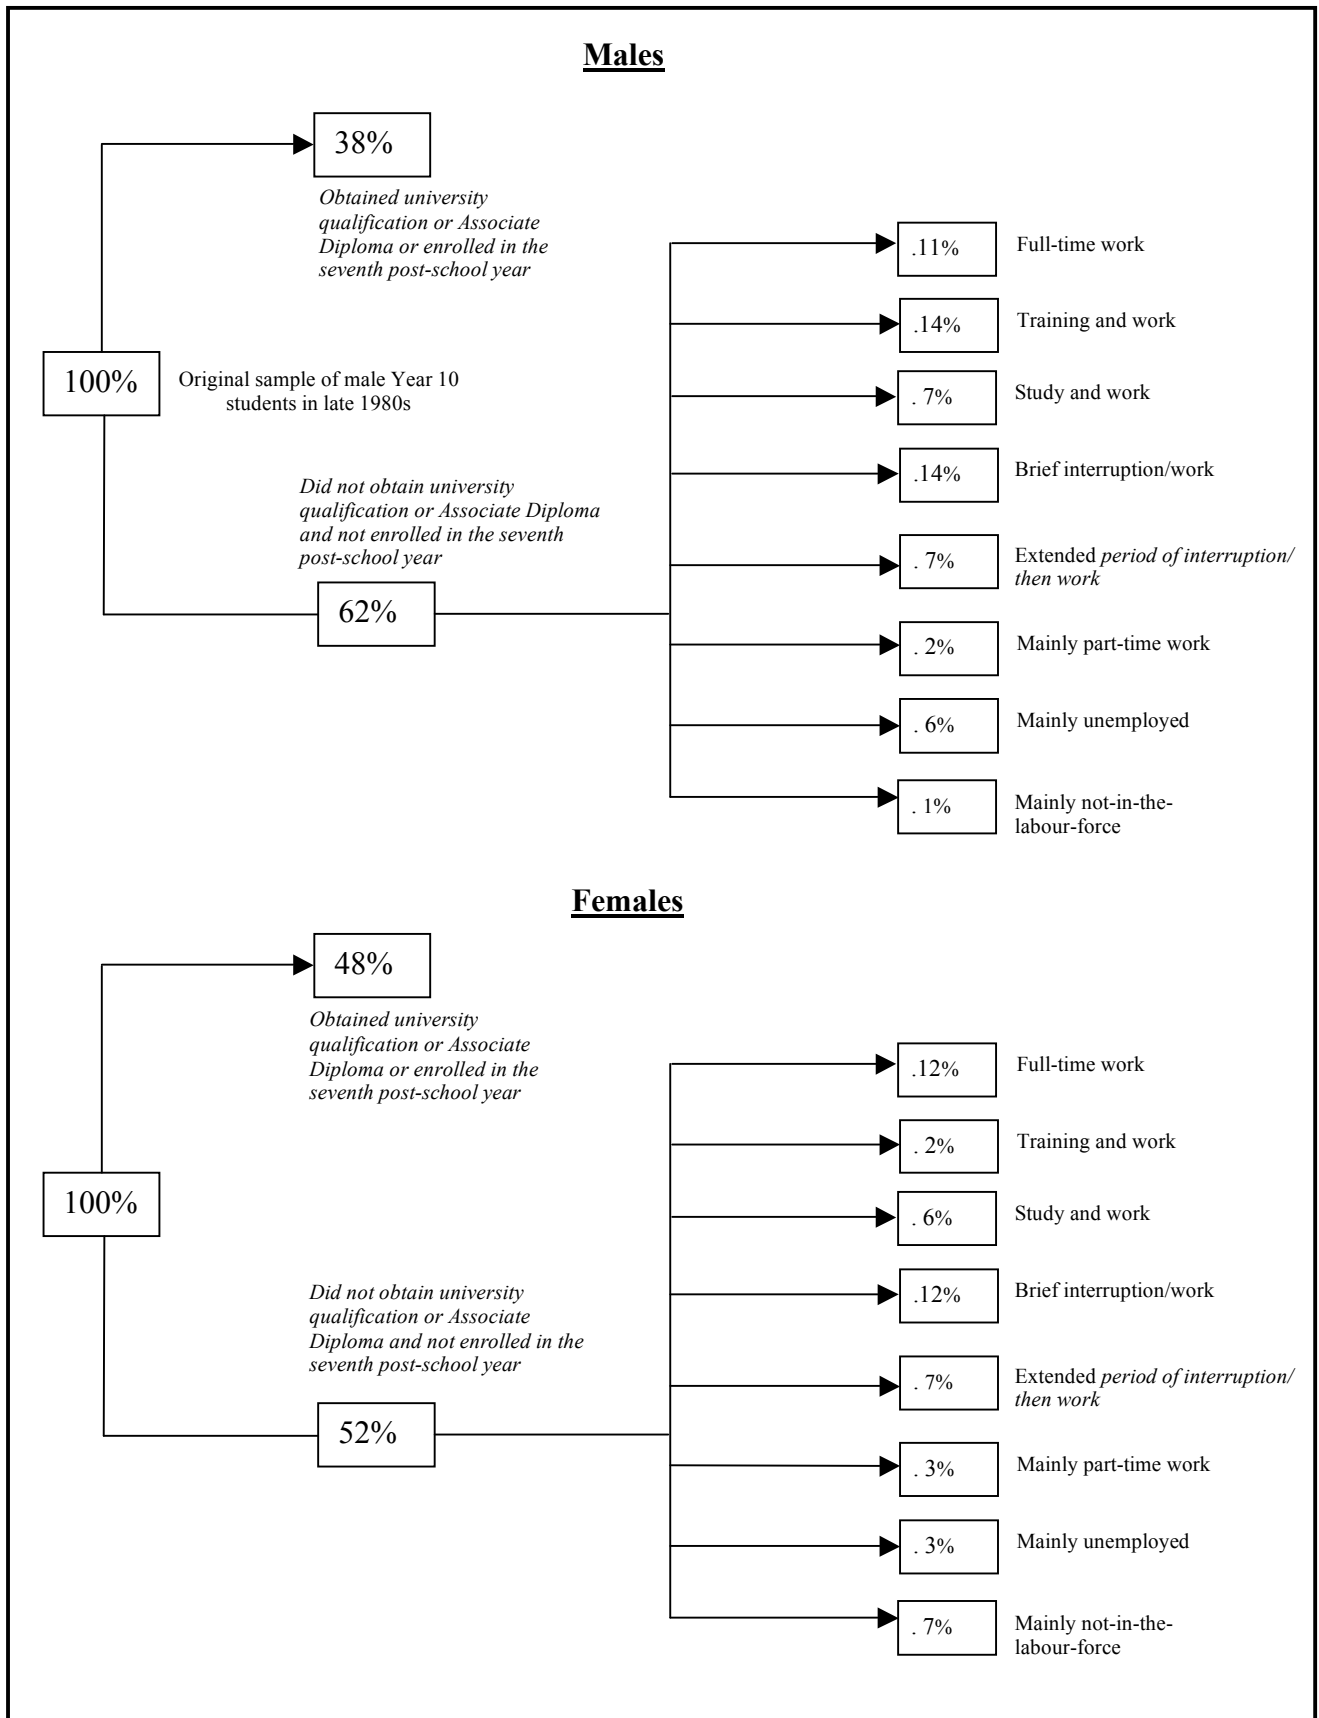 Males
38%
Obtained university
qualification or Associate
Diploma or enrolled in the
seventh post-school year
.11%
Full-time work
.14%
Training and work
100%
Original sample of male Year 10
students in late 1980s
. 7%
Study and work
.14%
Brief interruption/work
Did not obtain university
qualification or Associate Diploma
and not enrolled in the seventh
post-school year
. 7%
Extended period of interruption/
then work
62%
. 2%
Mainly part-time work
. 6%
Mainly unemployed
. 1%
Mainly not-in-the-
labour-force
Females
48%
Obtained university
qualification or Associate
Diploma or enrolled in the
seventh post-school year
.12%
Full-time work
. 2%
Training and work
100%
. 6%
Study and work
.12%
Brief interruption/work
Did not obtain university
qualification or Associate
Diploma and not enrolled in the
seventh post-school year
. 7%
Extended period of interruption/
then work
52%
. 3%
Mainly part-time work
. 3%
Mainly unemployed
. 7%
Mainly not-in-the-
labour-force